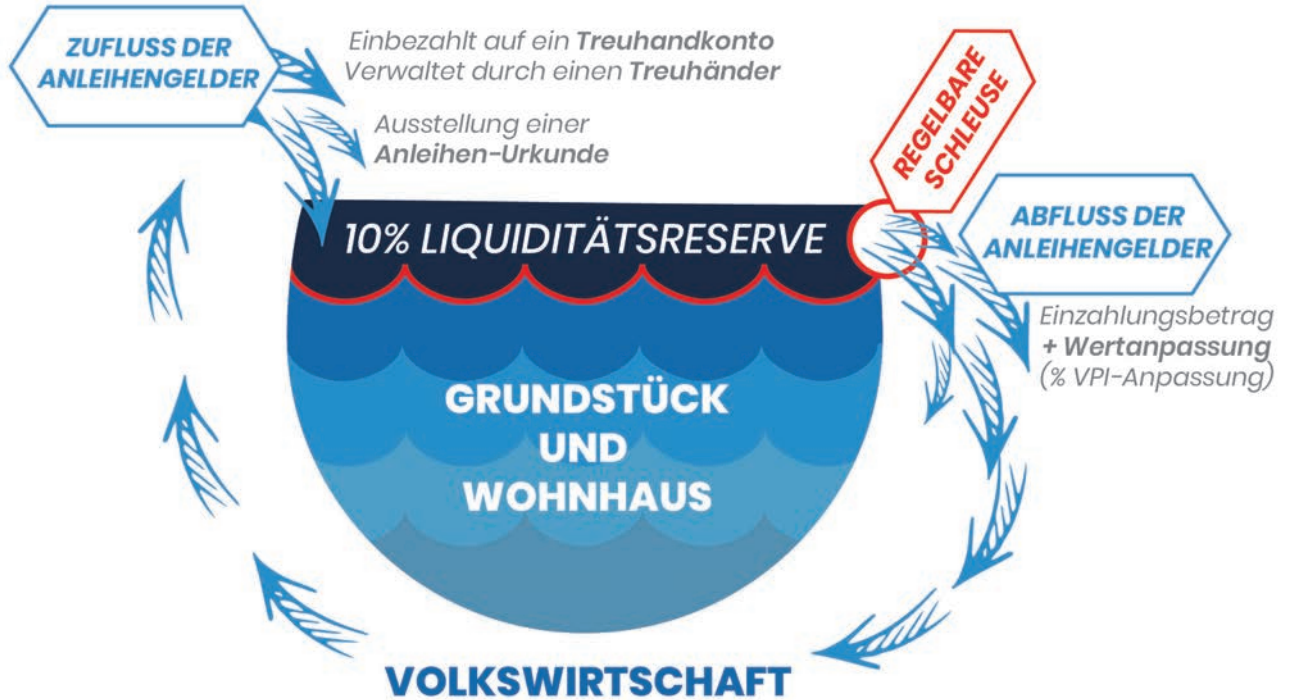 ZUFLUSS DER
ANLEIHENGELDER
Einbezahlt auf ein Treuhandkonto
Verwaltet durch einen Treuhänder
Ausstellung einer
Anleihen-Urkunde
REGELBARE
SCHLEUSE
10% LIQUIDITÄTSRESERVE
ABFLUSS DER
ANLEIHENGELDER
Einzahlungsbetrag
+ Wertanpassung
(% VPI-Anpassung)
GRUNDSTÜCK
UND
WOHNHAUS
VOLKSWIRTSCHAFT